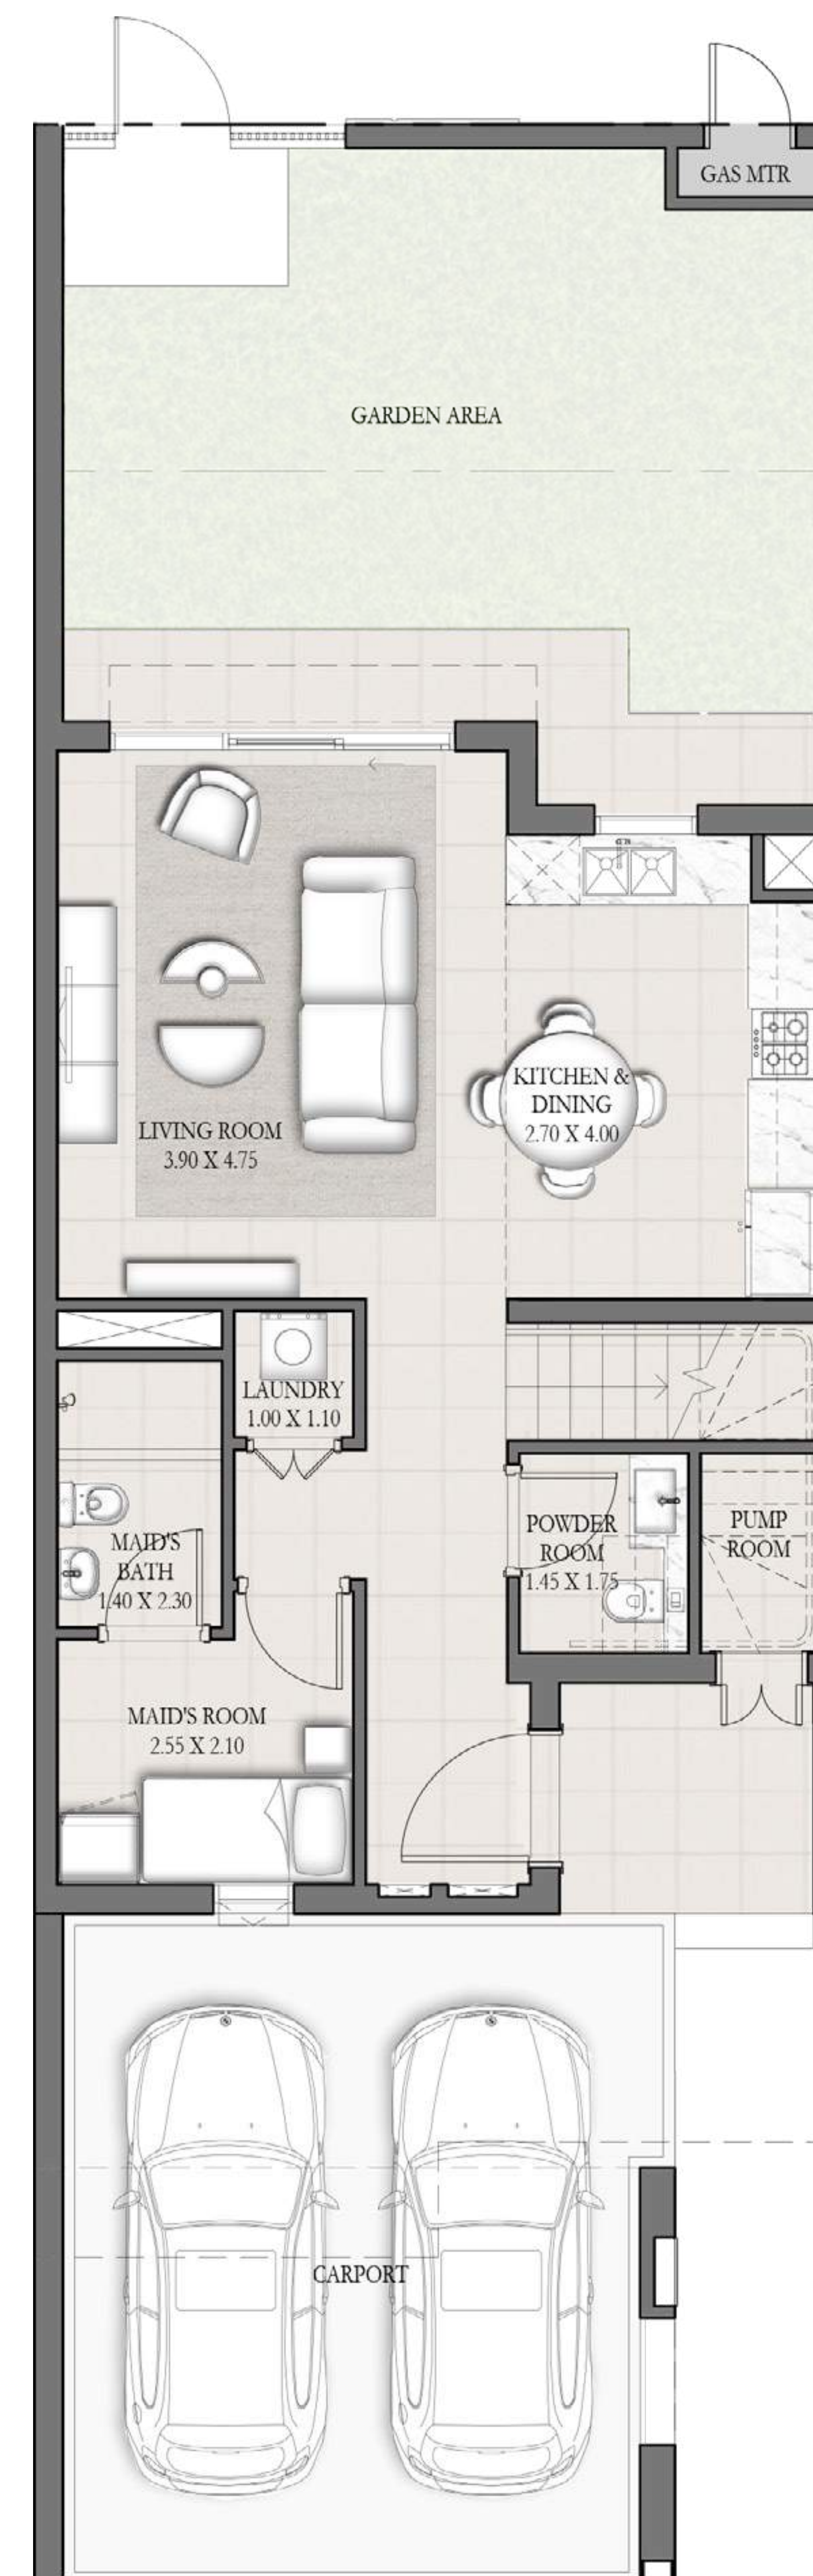 GAS MTR
GARDEN AREA
KITCHEN &
DINING
2.70 X 4.00
LIVING ROOM
3.90 X 4.75
LAUNDRY
1.00 X 1.10
POWDER
ROOM
1.45 X 1.75
PUMP
ROOM
MAID'S
BATH
1.40 X 2.30
MAID'S ROOM
2.55 X 2.10
CARPORT